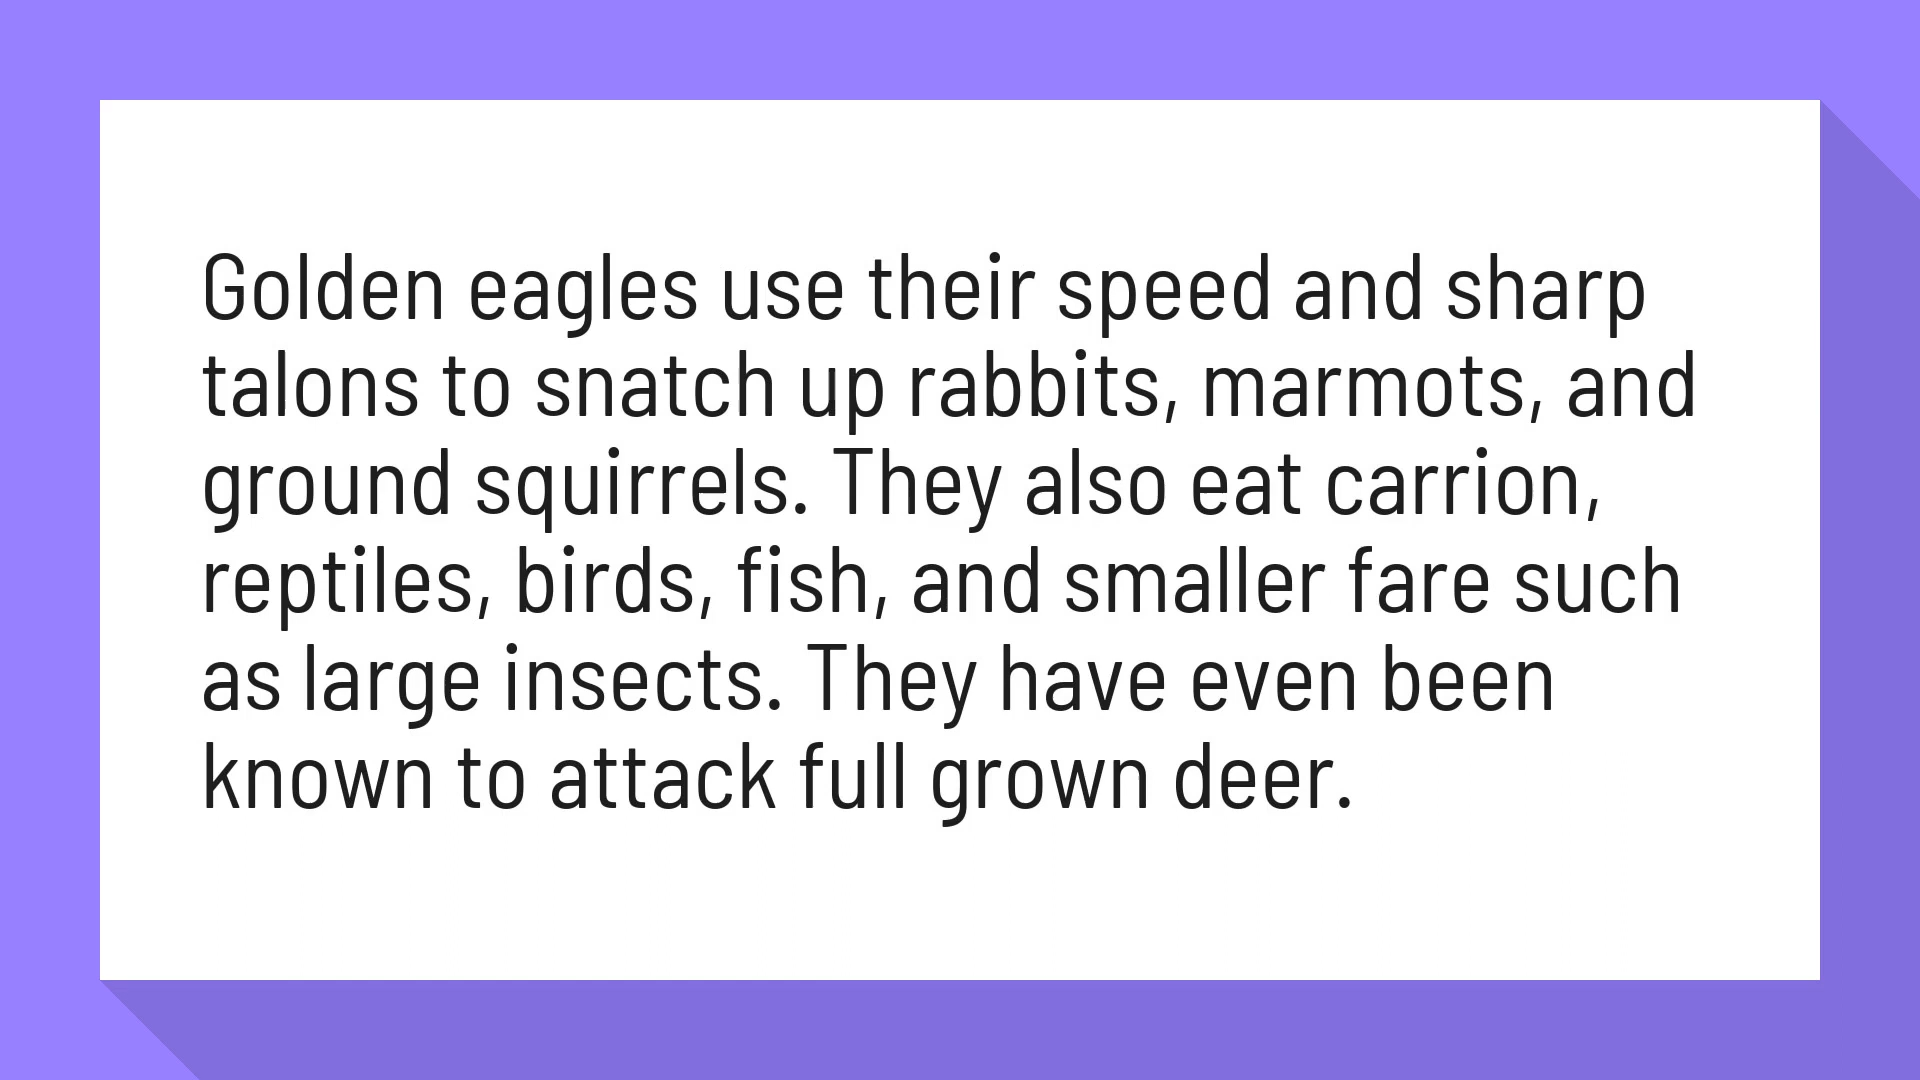 Golden eagles use their speed and sharp
talons to snatch up rabbits, marmots, and
ground squirrels. They also eat carrion,
reptiles, birds, fish, and smaller fare such
as large insects. They have even been
known to attack full grown deer.